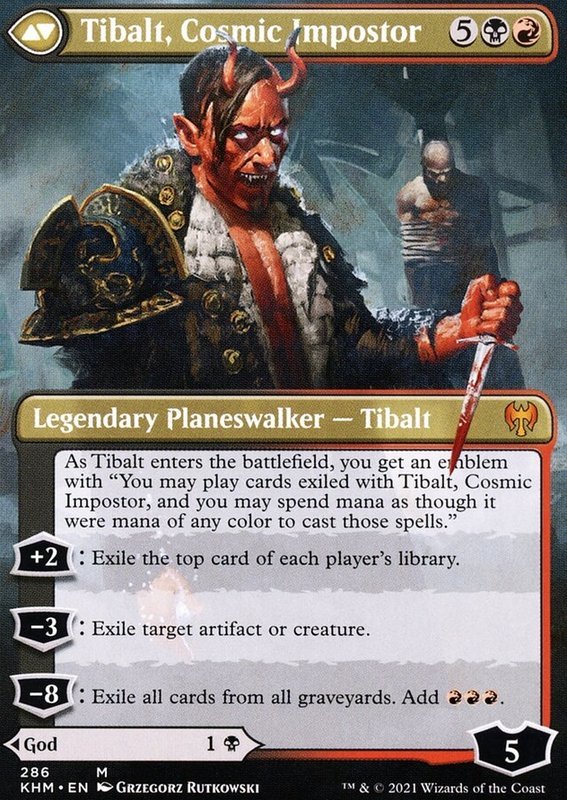 Tibalt, Cosmic Impostor 5
Legendary Planeswalker — Tibalt
As Tibalt enters the battlefield, you get an emblem
with “You may play cards exiled with Tibalt, Cosmic
Impostor, and you may spend mana as though it
were mana of any color to cast those spells.”
+2: Exile the top card of each player’s library.
−3: Exile target artifact or creature.
−8: Exile all cards from all graveyards. Add .
God 1
5
286 M
KHM • EN Grzegorz Rutkowski
™ & © 2021 Wizards of the Coast